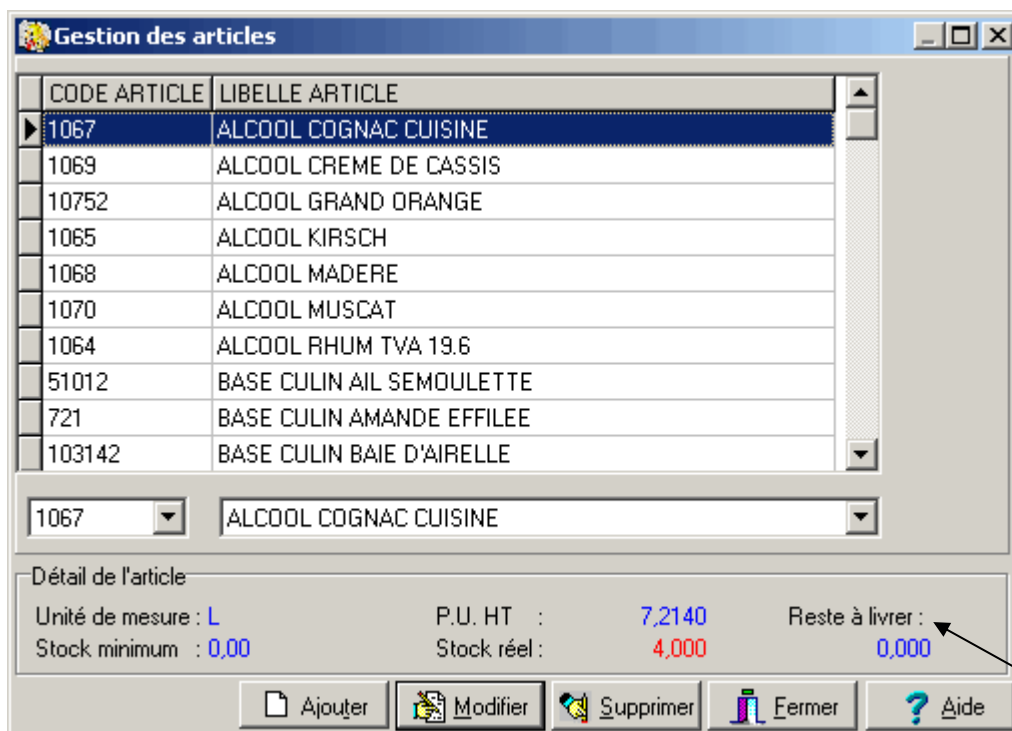 Gestion des articles
CODE ARTICLE LIBELLE ARTICLE
1067 ALCOOL COGNAC CUISINE
1069 ALCOOL CREME DE CASSIS
10752 ALCOOL GRAND ORANGE
1065 ALCOOL KIRSCH
1068 ALCOOL MADERE
1070 ALCOOL MUSCAT
1064 ALCOOL RHUM TVA 19.6
51012 BASE CULIN AIL SEMOULETTE
721 BASE CULIN AMANDE EFFILEE
103142 BASE CULIN BAIE D'AIRELLE
1067 ALCOOL COGNAC CUISINE
Détail de l'article
Unité de mesure : L P.U. HT : 7,2140 Reste à livrer :
Stock minimum : 0,00 Stock réel : 4,000 0,000
Ajouter Modifier Supprimer Fermer Aide